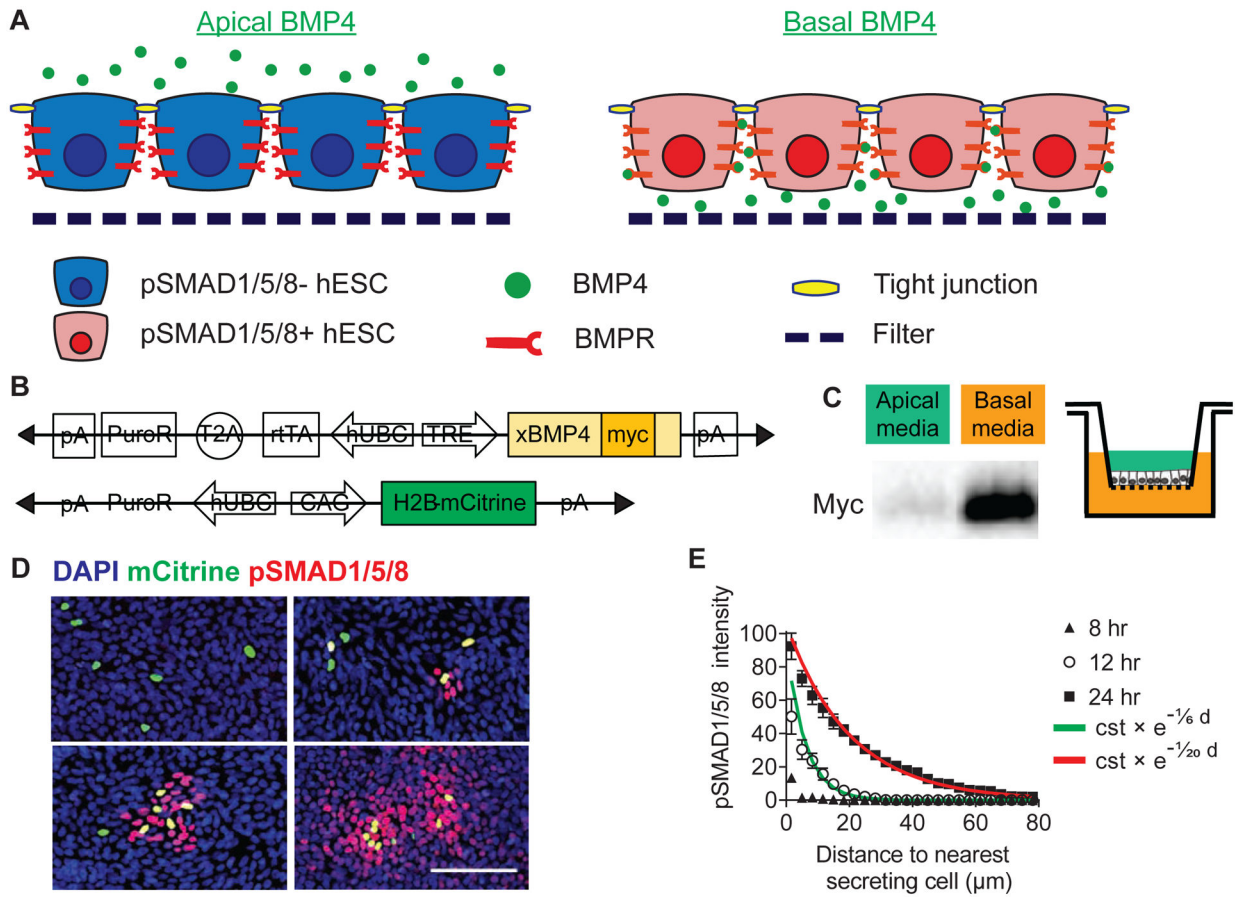 A
Apical BMP4
Basal BMP4
pSMAD1/5/8- hESC
BMP4
Tight junction
pSMAD1/5/8+ hESC
BMPR
Filter
B
pA PuroR T2A rtTA hUBC TRE xBMP4 myc pA
pA PuroR hUBC CAG H2B-mCitrine pA
C
Apical media
Basal media
Myc
D
DAPI mCitrine pSMAD1/5/8
E
pSMAD1/5/8 intensity
100
80
60
40
20
0
0 20 40 60 80
Distance to nearest
secreting cell (µm)
8 hr
12 hr
24 hr
cst × e^-⅙ d
cst × e^-¹⁄₂₀ d